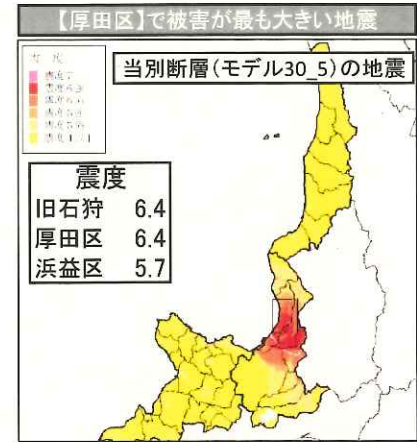 【厚田区】で被害が最も大きい地震
当別断層(モデル30_5)の地震
震度
震度
旧石狩 6.4
厚田区 6.4
浜益区 5.7